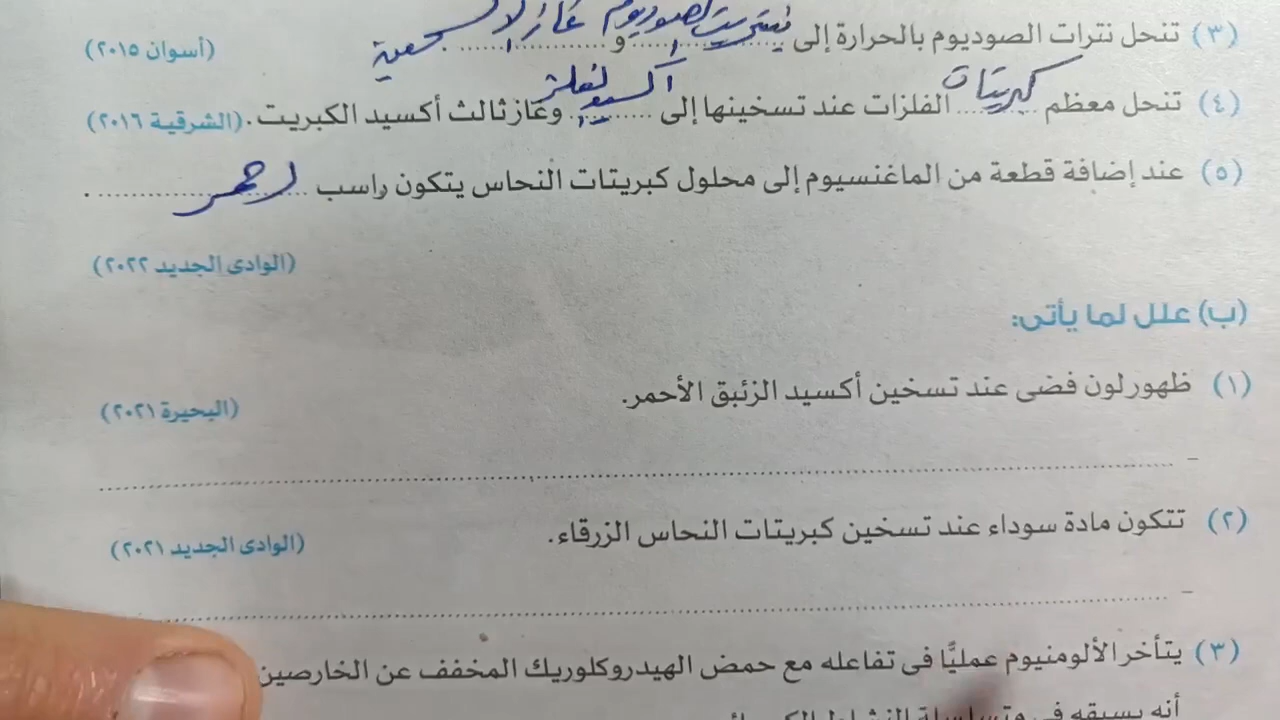 (٣) تنحل نترات الصوديوم بالحرارة إلى نيتريت الصوديوم و غاز الأكسجين (أسوان ٢٠١٥)
(٤) تنحل معظم كبريتات الفلزات عند تسخينها إلى أكسيد الفلز وغاز ثالث أكسيد الكبريت. (الشرقية ٢٠١٦)
(٥) عند إضافة قطعة من الماغنسيوم إلى محلول كبريتات النحاس يتكون راسب احمر .
(الوادى الجديد ٢٠٢٢)
(ب) علل لما يأتى:
(١) ظهور لون فضى عند تسخين أكسيد الزئبق الأحمر. (البحيرة ٢٠٢١)
(٢) تتكون مادة سوداء عند تسخين كبريتات النحاس الزرقاء. (الوادى الجديد ٢٠٢١)
(٣) يتأخر الألومنيوم عمليًّا فى تفاعله مع حمض الهيدروكلوريك المخفف عن الخارصين
أنه يسبقه فى متسلسلة النشاط